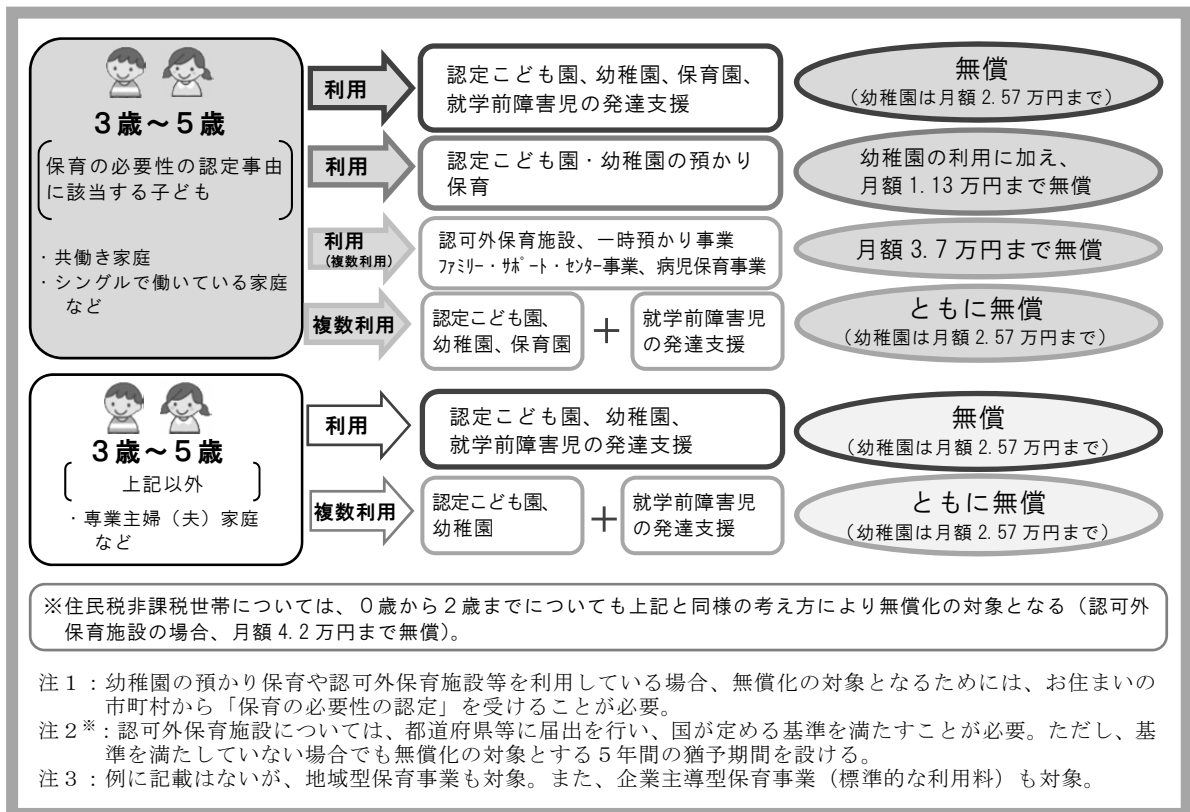 3歳~5歳
保育の必要性の認定事由
に該当する子ども
・共働き家庭
・シングルで働いている家庭
など
利用
認定こども園、幼稚園、保育園、
就学前障害児の発達支援
無償
(幼稚園は月額 2.57 万円まで)
利用
認定こども園・幼稚園の預かり
保育
幼稚園の利用に加え、
月額 1.13 万円まで無償
利用
(複数利用)
認可外保育施設、一時預かり事業
ファミリー・サポート・センター事業、病児保育事業
月額 3.7 万円まで無償
複数利用
認定こども園、
幼稚園、保育園
+
就学前障害児
の発達支援
ともに無償
(幼稚園は月額 2.57 万円まで)
3歳~5歳
上記以外
・専業主婦(夫)家庭
など
利用
認定こども園、幼稚園、
就学前障害児の発達支援
無償
(幼稚園は月額 2.57 万円まで)
複数利用
認定こども園、
幼稚園
+
就学前障害児
の発達支援
ともに無償
(幼稚園は月額 2.57 万円まで)
※住民税非課税世帯については、0歳から2歳までについても上記と同様の考え方により無償化の対象となる(認可外
保育施設の場合、月額 4.2 万円まで無償)。
注1:幼稚園の預かり保育や認可外保育施設等を利用している場合、無償化の対象となるためには、お住まいの
市町村から「保育の必要性の認定」を受けることが必要。
注2※:認可外保育施設については、都道府県等に届出を行い、国が定める基準を満たすことが必要。ただし、基
準を満たしていない場合でも無償化の対象とする5年間の猶予期間を設ける。
注3:例に記載はないが、地域型保育事業も対象。また、企業主導型保育事業(標準的な利用料)も対象。